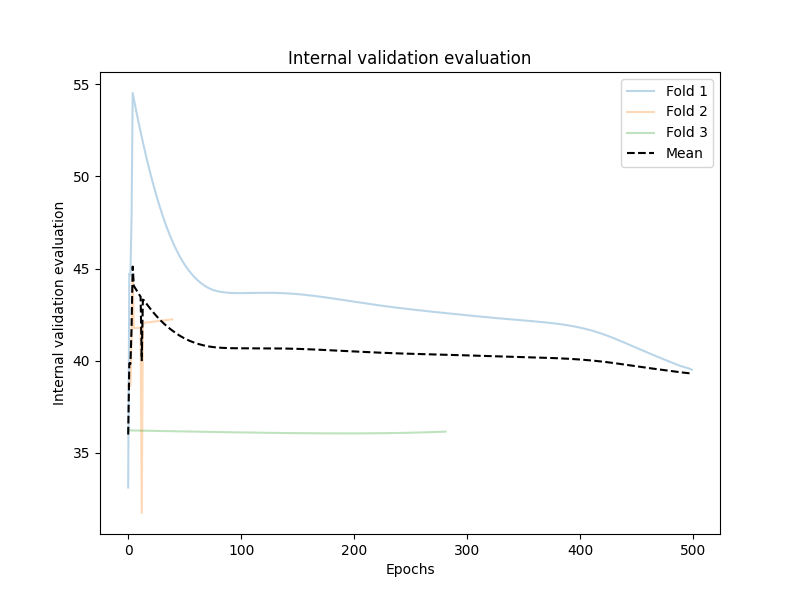 Internal validation evaluation
Internal validation evaluation
55
50
45
40
35
Fold 1
Fold 2
Fold 3
Mean
0
100
200
300
400
500
Epochs